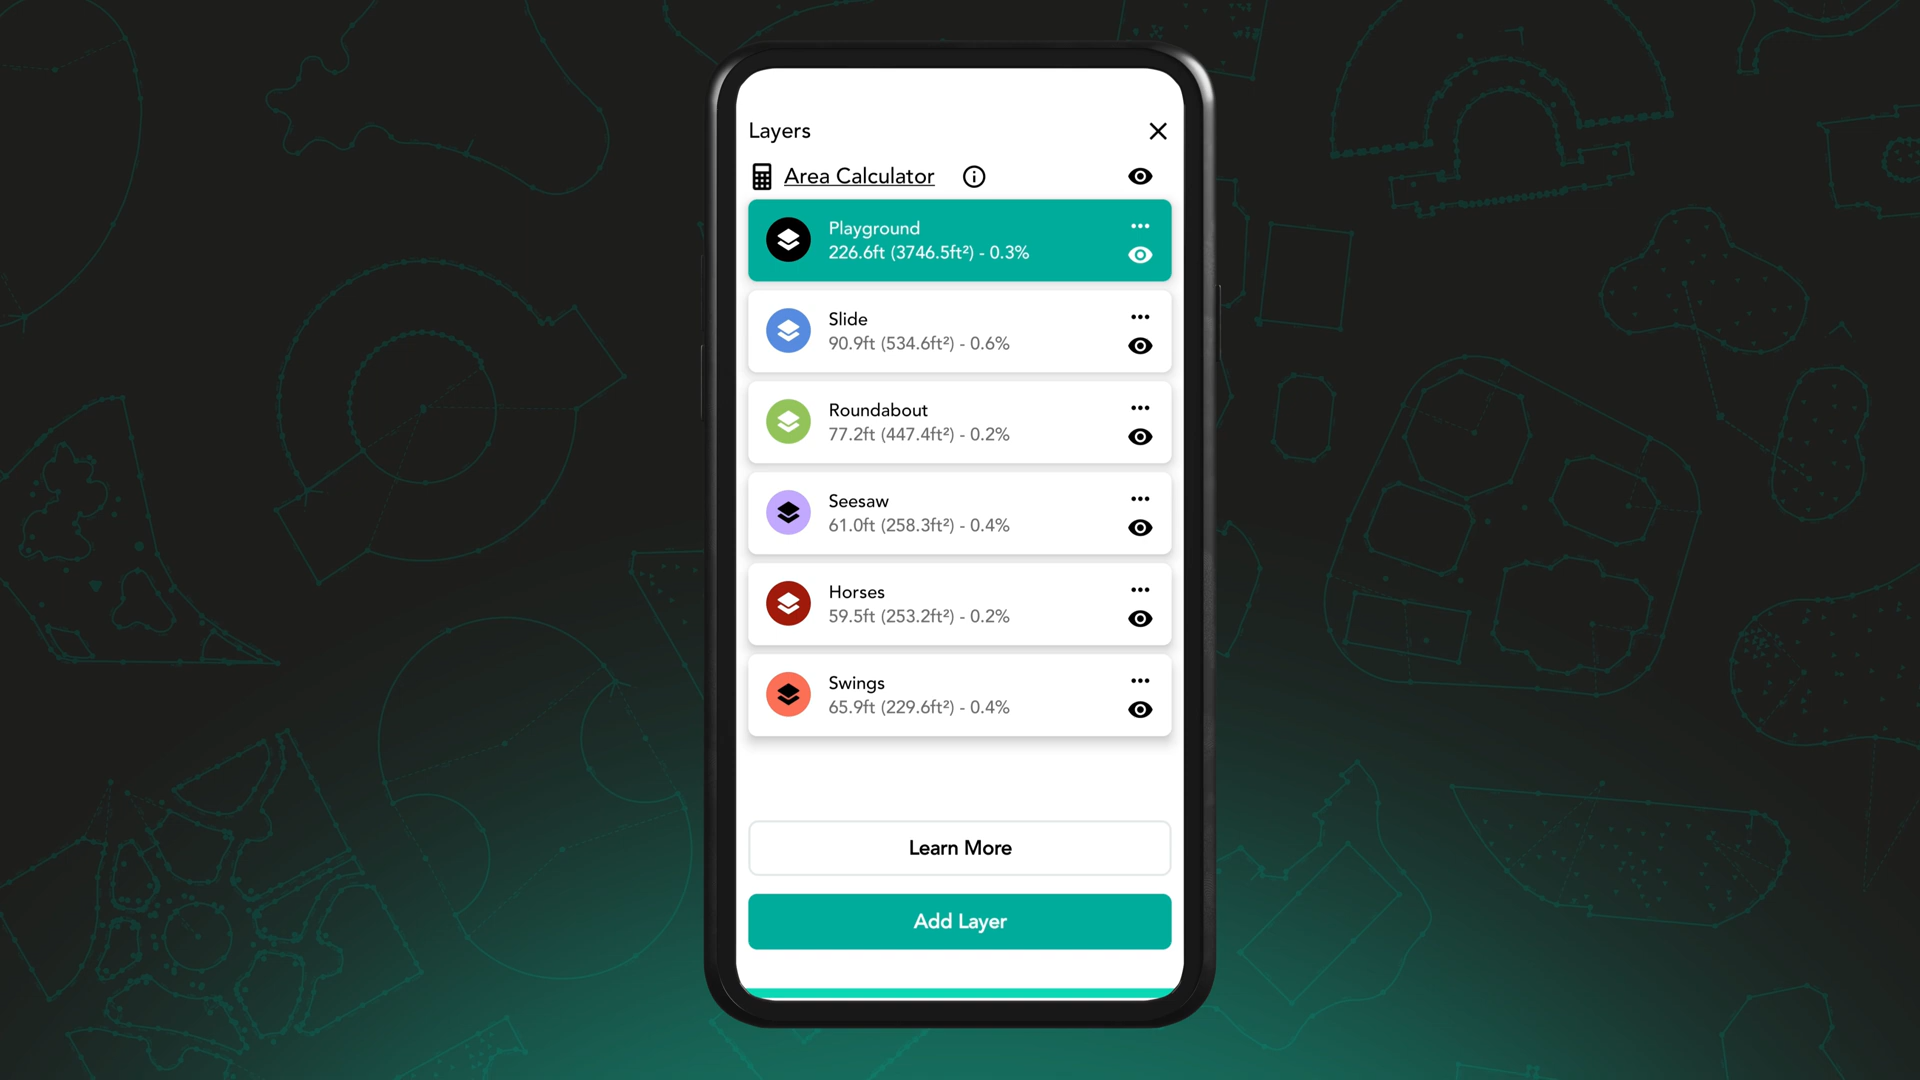 Layers
Area Calculator
Playground
226.6ft (3746.5ft²) - 0.3%
Slide
90.9ft (534.6ft²) - 0.6%
Roundabout
77.2ft (447.4ft²) - 0.2%
Seesaw
61.0ft (258.3ft²) - 0.4%
Horses
59.5ft (253.2ft²) - 0.2%
Swings
65.9ft (229.6ft²) - 0.4%
Learn More
Add Layer